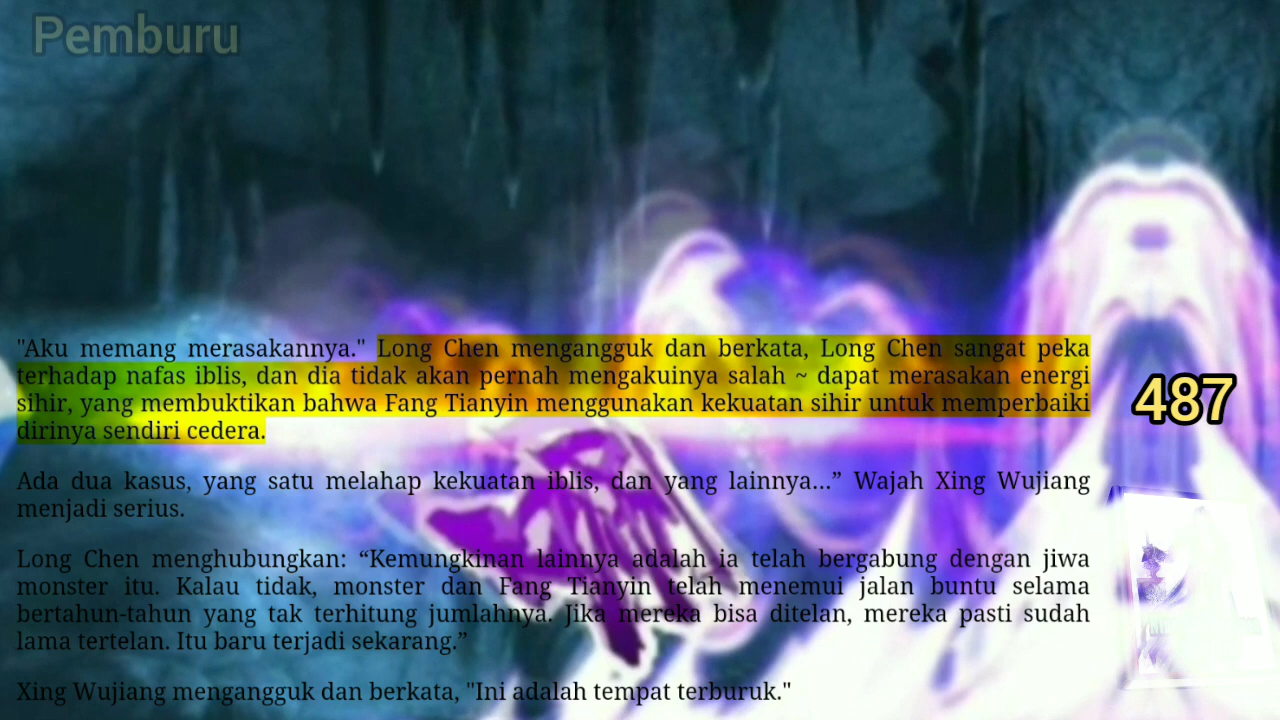 Pemburu
"Aku memang merasakannya." Long Chen mengangguk dan berkata, Long Chen sangat peka
terhadap nafas iblis, dan dia tidak akan pernah mengakuinya salah ~ dapat merasakan energi
sihir, yang membuktikan bahwa Fang Tianyin menggunakan kekuatan sihir untuk memperbaiki
dirinya sendiri cedera.
487
Ada dua kasus, yang satu melahap kekuatan iblis, dan yang lainnya...” Wajah Xing Wujiang
menjadi serius.
Long Chen menghubungkan: “Kemungkinan lainnya adalah ia telah bergabung dengan jiwa
monster itu. Kalau tidak, monster dan Fang Tianyin telah menemui jalan buntu selama
bertahun-tahun yang tak terhitung jumlahnya. Jika mereka bisa ditelan, mereka pasti sudah
lama tertelan. Itu baru terjadi sekarang.”
Xing Wujiang mengangguk dan berkata, "Ini adalah tempat terburuk."